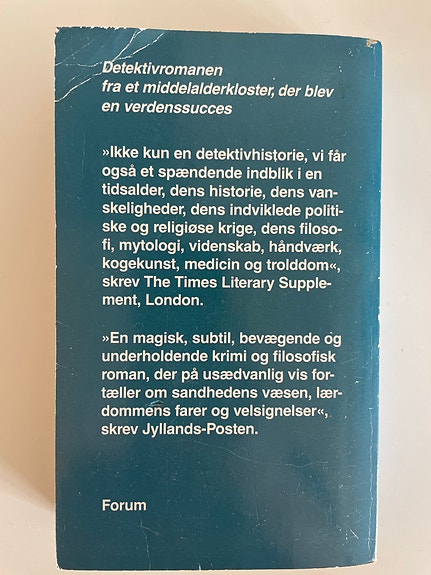 Detektivromanen
fra et middelalderkloster, der blev
en verdenssucces
»Ikke kun en detektivhistorie, vi får
også et spændende indblik i en
tidsalder, dens historie, dens van-
skeligheder, dens indviklede politi-
ske og religiøse krige, dens filoso-
fi, mytologi, videnskab, håndværk,
kogekunst, medicin og trolddom«,
skrev The Times Literary Supple-
ment, London.
»En magisk, subtil, bevægende og
underholdende krimi og filosofisk
roman, der på usædvanlig vis for-
tæller om sandhedens væsen, lær-
dommens farer og velsignelser«,
skrev Jyllands-Posten.
Forum